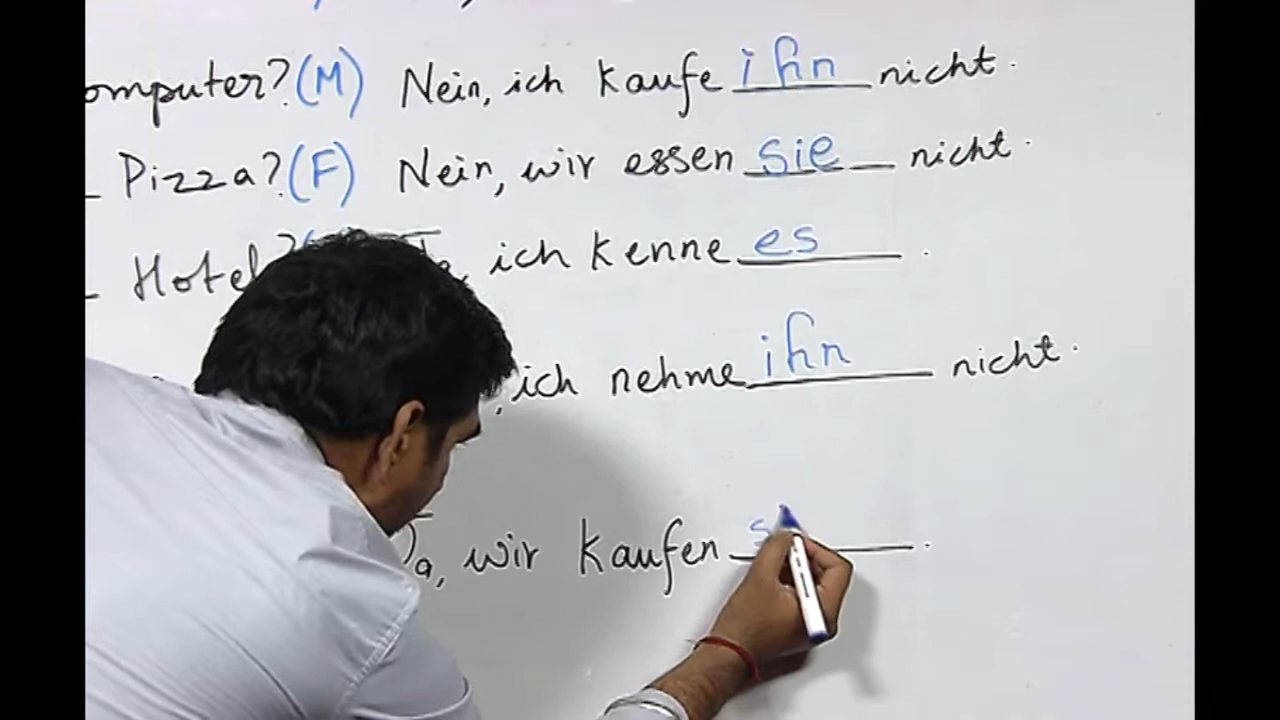 omputer? (M) Nein, ich kaufe ihn nicht.
Pizza? (F) Nein, wir essen sie nicht.
Hotel? ich kenne es.
, ich nehme ihn nicht.
Ja, wir kaufen s